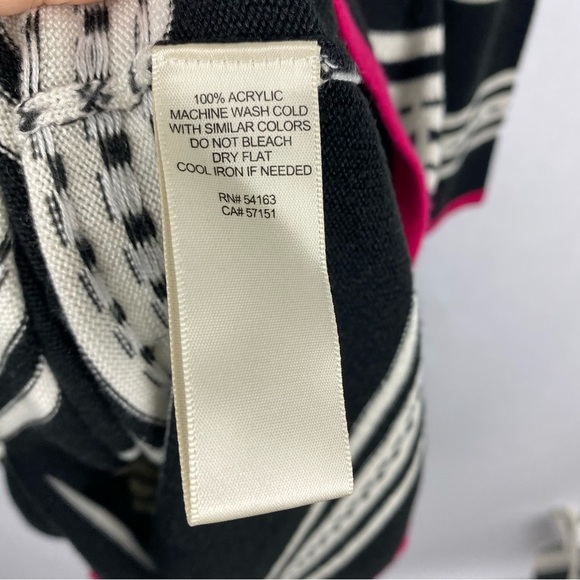 100% ACRYLIC
MACHINE WASH COLD
WITH SIMILAR COLORS
DO NOT BLEACH
DRY FLAT
COOL IRON IF NEEDED
RN# 54163
CA# 57151